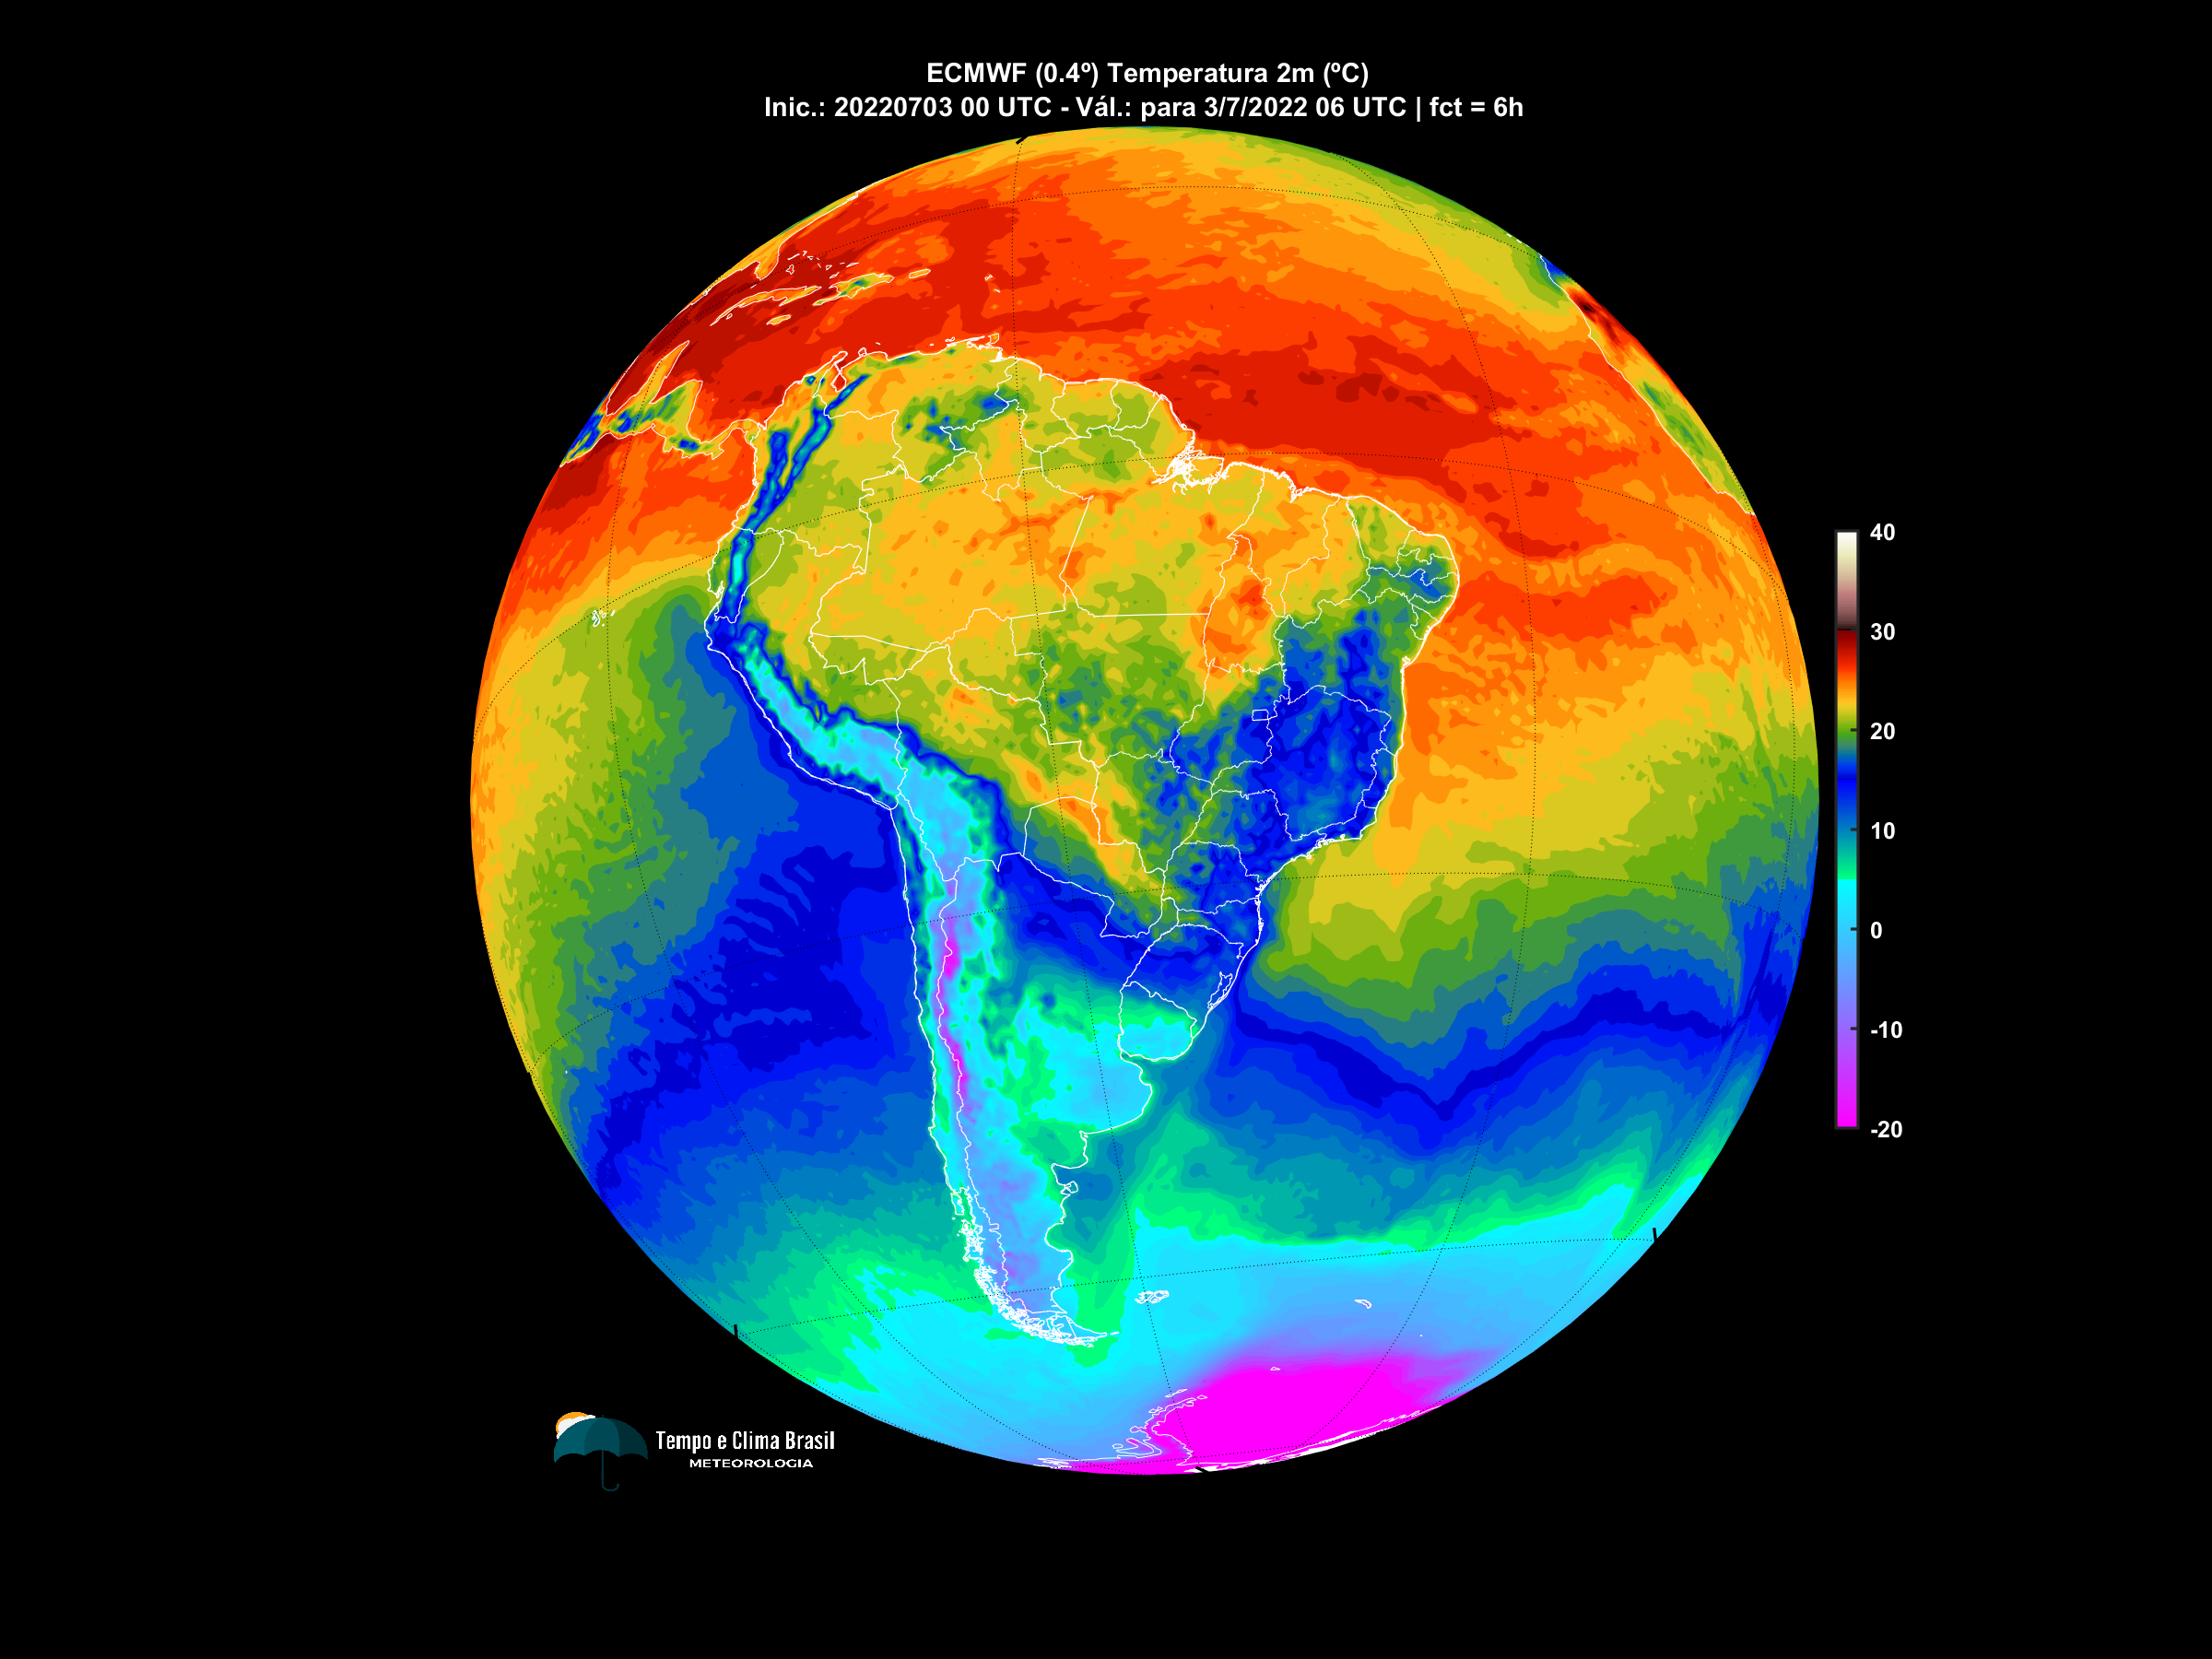 ECMWF (0.4º) Temperatura 2m (ºC)
Inic.: 20220703 00 UTC - Vál.: para 3/7/2022 06 UTC | fct = 6h
40
30
20
10
0
-10
-20
Tempo e Clima Brasil
METEOROLOGIA